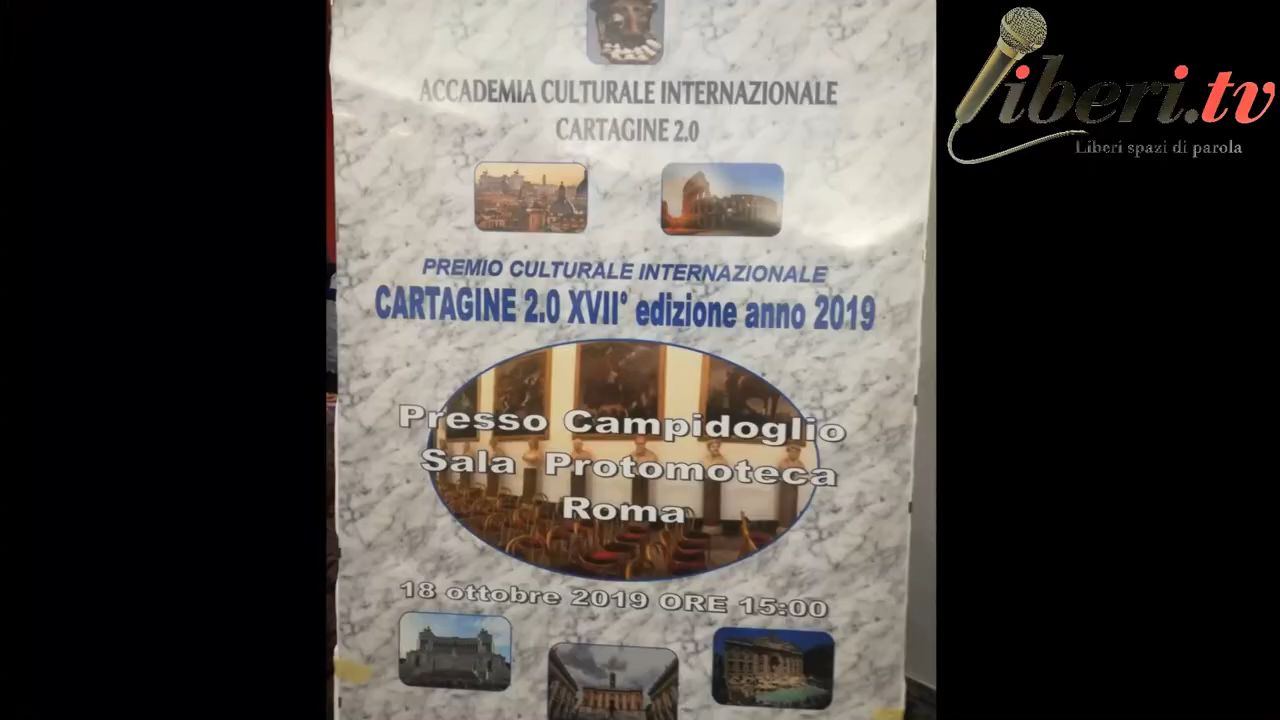 ACCADEMIA CULTURALE INTERNAZIONALE
CARTAGINE 2.0
PREMIO CULTURALE INTERNAZIONALE
CARTAGINE 2.0 XVII° edizione anno 2019
Presso Campidoglio
Sala Protomoteca
Roma
18 ottobre 2019 ORE 15:00
Liberi.tv
Liberi spazi di parola